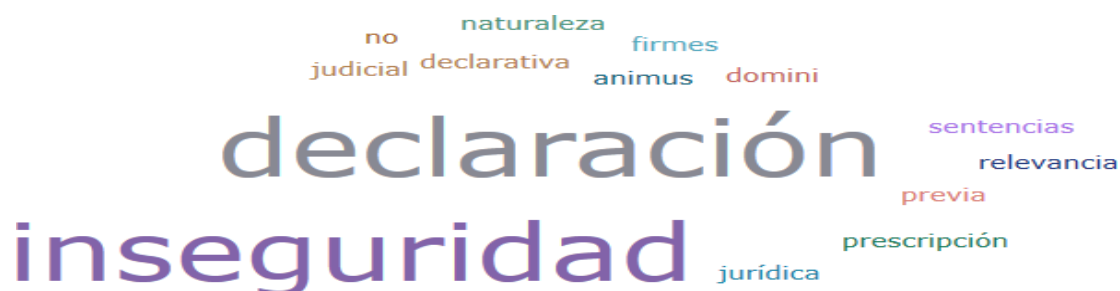 naturaleza
no
firmes
judicial declarativa
animus domini
declaración
sentencias
relevancia
previa
inseguridad
prescripción
jurídica